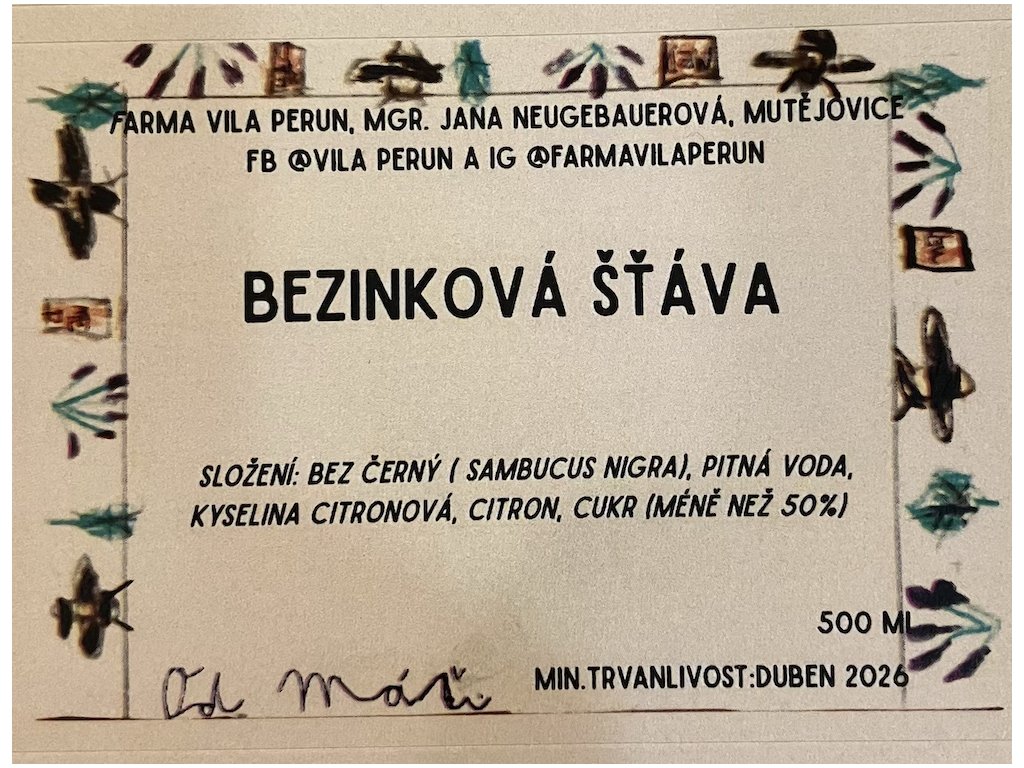 FARMA VILA PERUN, MGR. JANA NEUGEBAUEROVÁ, MUTĚJOVICE
FB @VILA PERUN A IG @FARMAVILAPERUN
BEZINKOVÁ ŠŤÁVA
SLOŽENÍ: BEZ ČERNÝ ( SAMBUCUS NIGRA), PITNÁ VODA,
KYSELINA CITRONOVÁ, CITRON, CUKR (MÉNĚ NEŽ 50%)
500 ML
MIN.TRVANLIVOST:DUBEN 2026
Od